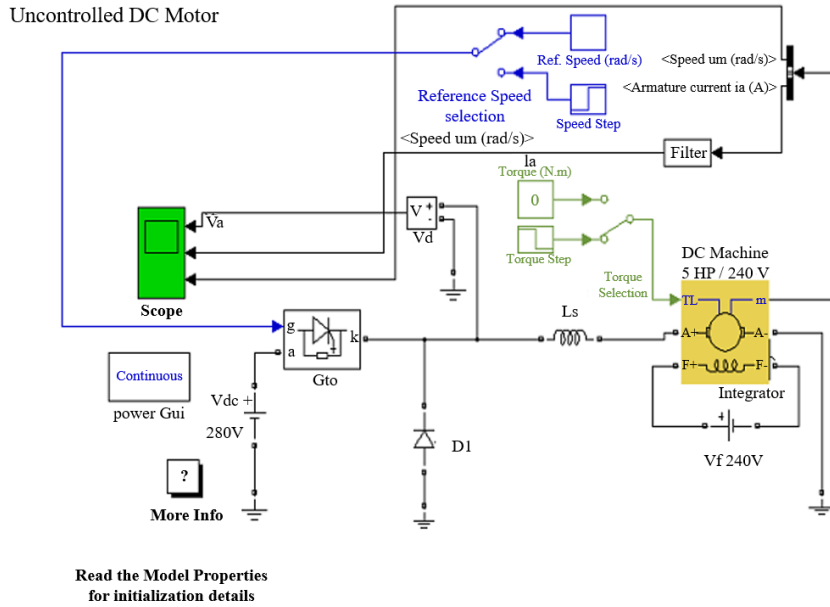 Uncontrolled DC Motor
Ref. Speed (rad/s)
<Speed um (rad/s)>
Reference Speed
selection
<Armature current ia (A)>
Speed Step
<Speed um (rad/s)>
Filter
Ia
Torque (N.m)
0
Va
V
+
-
Vd
Torque Step
Torque
Selection
DC Machine
5 HP / 240 V
TL
m
Scope
Ls
A+
A-
g
k
a
Gto
F+
F-
Integrator
Continuous
power Gui
Vdc +
280V
D1
+
Vf 240V
?
More Info
Read the Model Properties
for initialization details